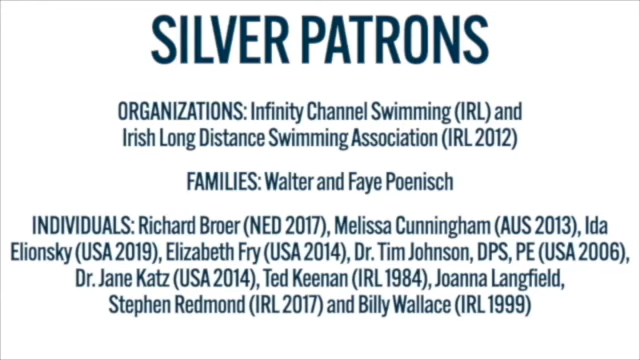 SILVER PATRONS
ORGANIZATIONS: Infinity Channel Swimming (IRL) and
Irish Long Distance Swimming Association (IRL 2012)
FAMILIES: Walter and Faye Poenisch
INDIVIDUALS: Richard Broer (NED 2017), Melissa Cunningham (AUS 2013), Ida
Elionsky (USA 2019), Elizabeth Fry (USA 2014), Dr. Tim Johnson, DPS, PE (USA 2006),
Dr. Jane Katz (USA 2014), Ted Keenan (IRL 1984), Joanna Langfield,
Stephen Redmond (IRL 2017) and Billy Wallace (IRL 1999)